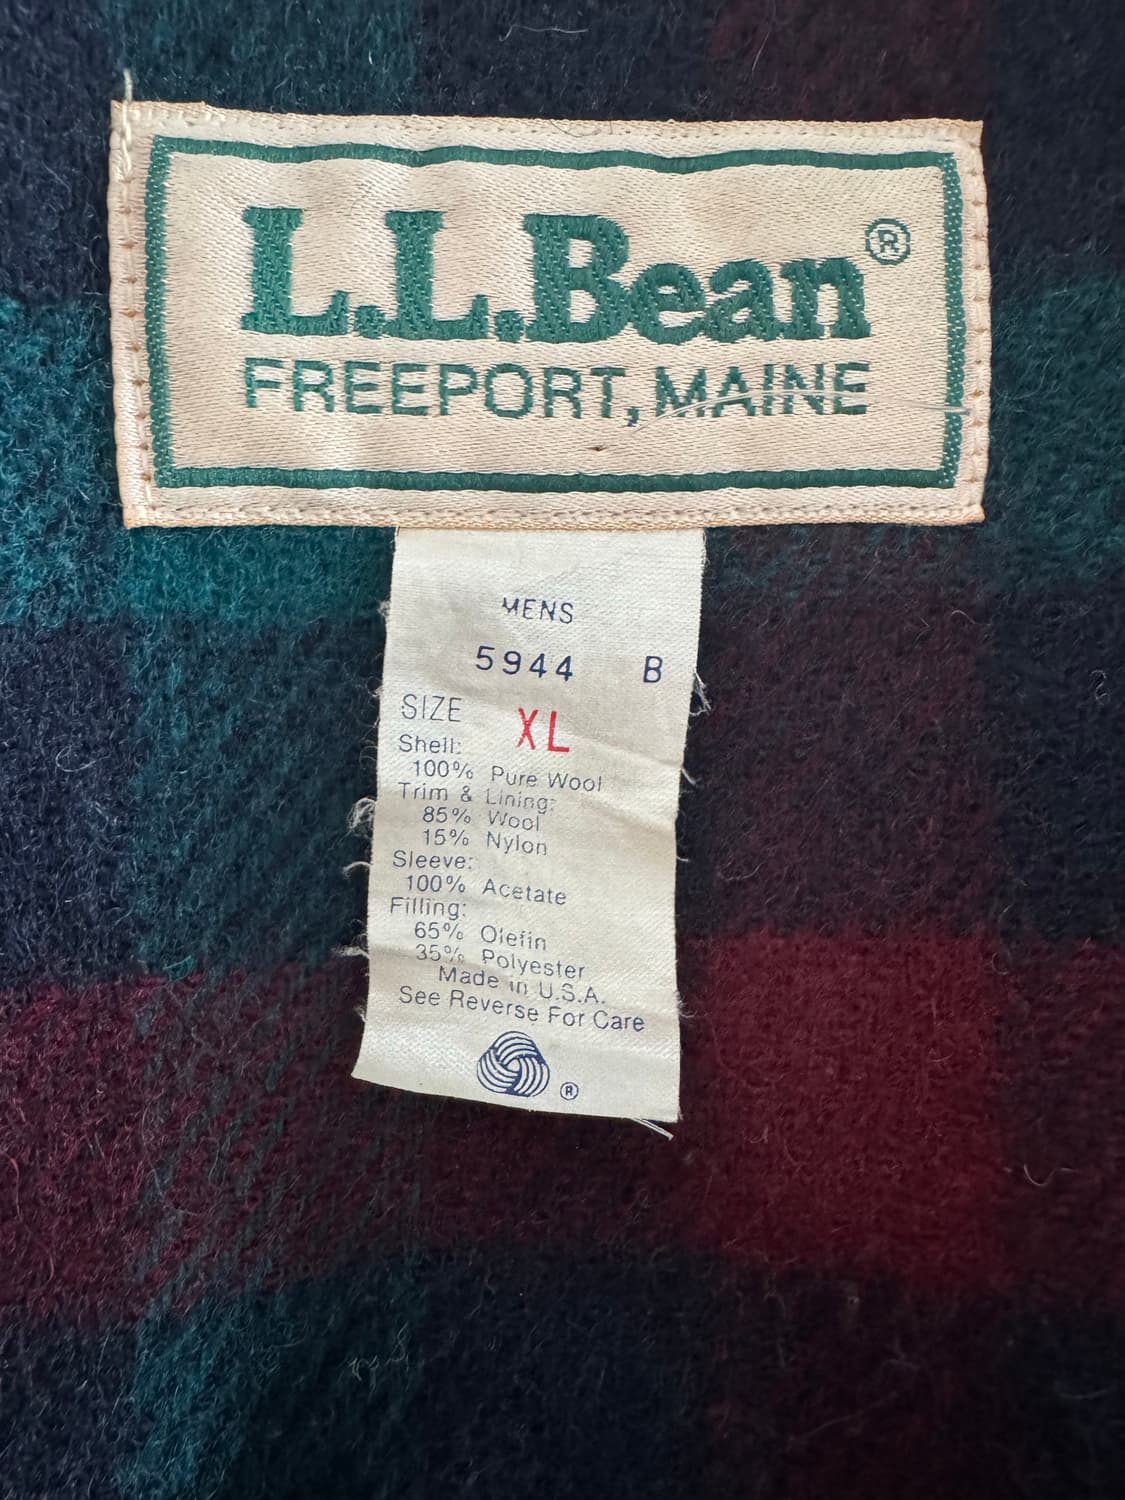 L.L.Bean®
FREEPORT, MAINE
MENS
5944 B
SIZE XL
Shell:
100% Pure Wool
Trim & Lining:
85% Wool
15% Nylon
Sleeve:
100% Acetate
Filling:
65% Olefin
35% Polyester
Made in U.S.A.
See Reverse For Care
®